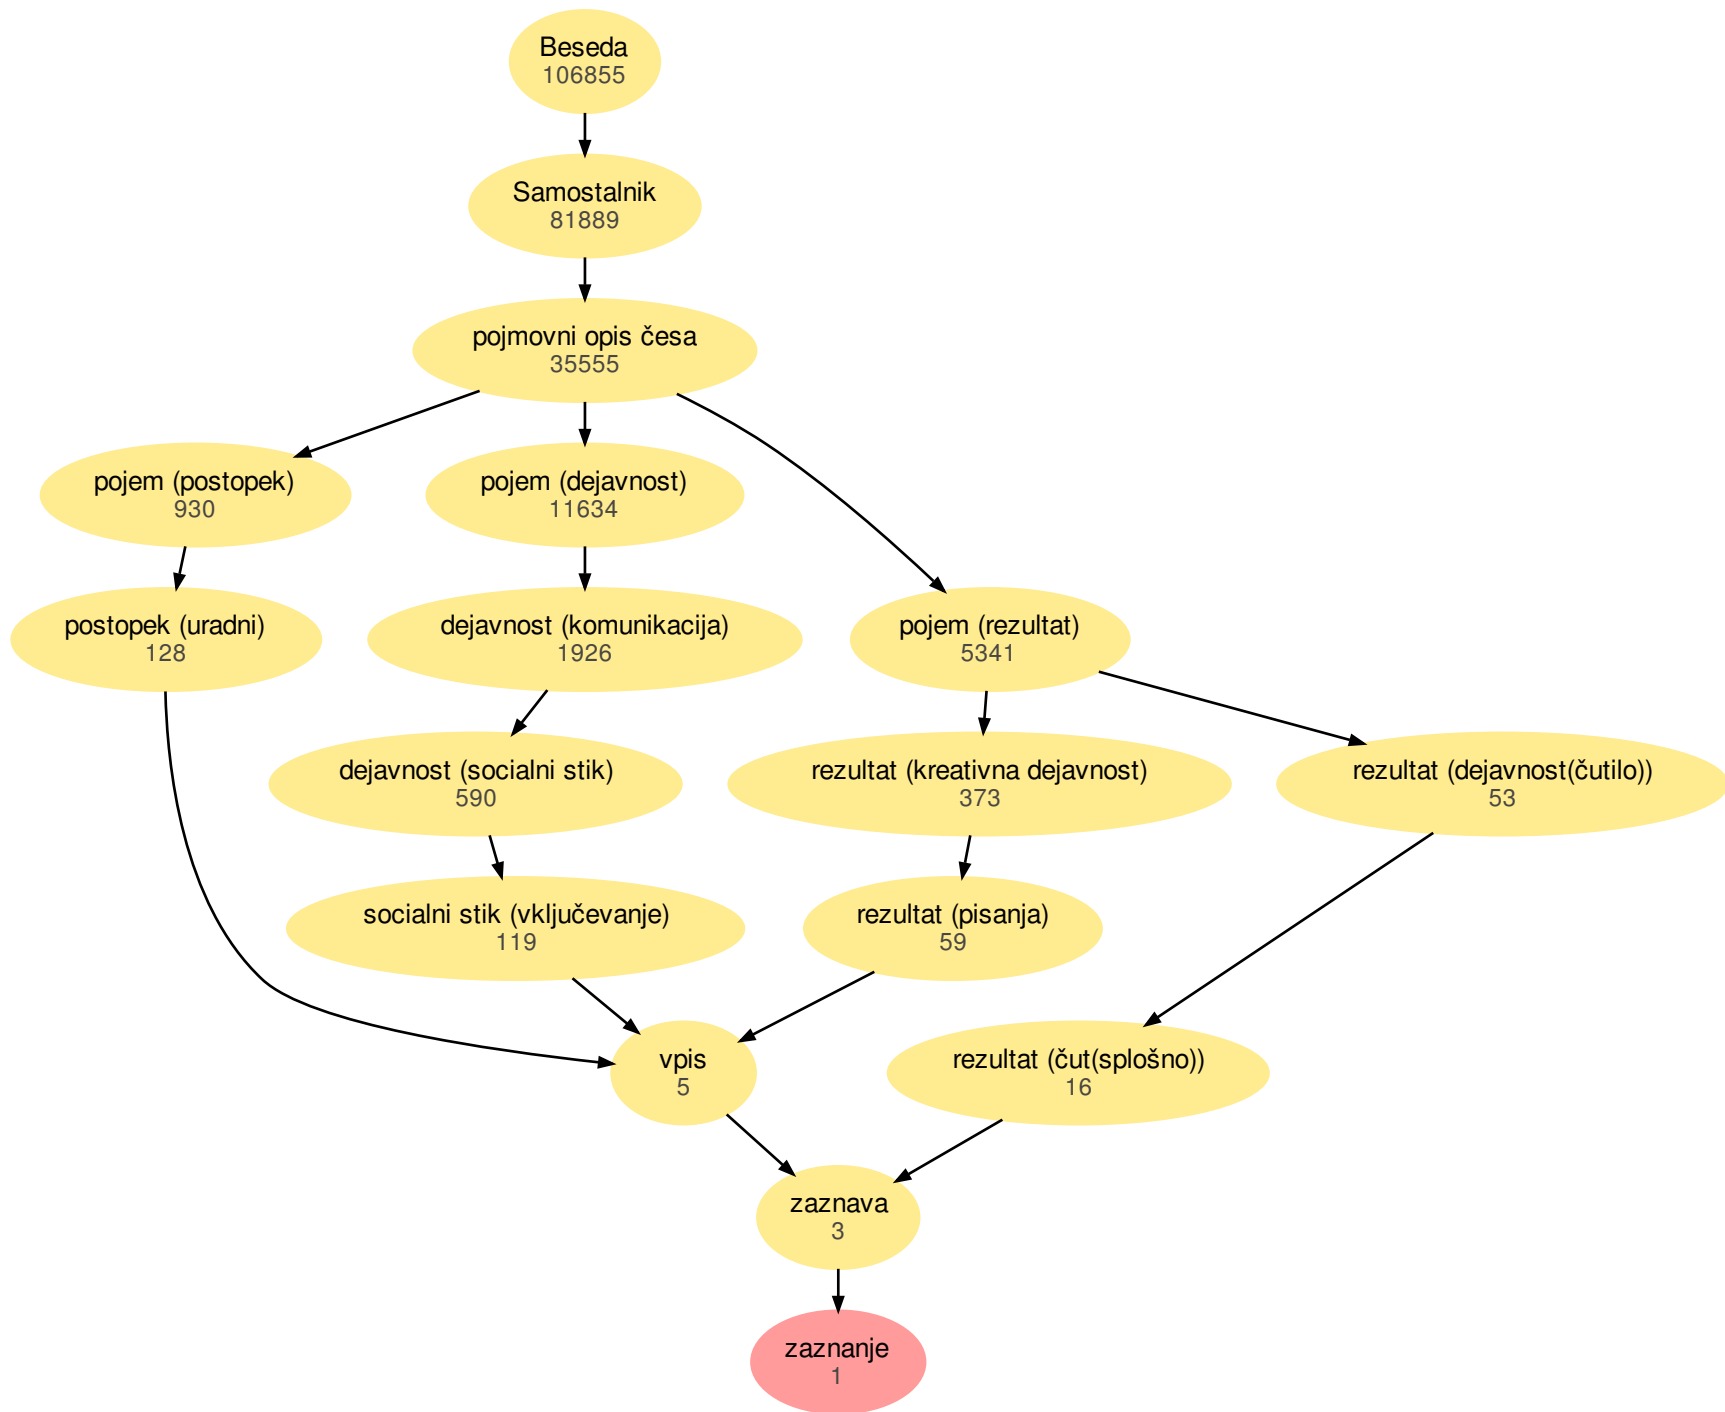 Beseda
106855
Samostalnik
81889
pojmovni opis česa
35555
pojem (postopek)
930
pojem (dejavnost)
11634
postopek (uradni)
128
dejavnost (komunikacija)
1926
pojem (rezultat)
5341
dejavnost (socialni stik)
590
rezultat (kreativna dejavnost)
373
rezultat (dejavnost(čutilo))
53
socialni stik (vključevanje)
119
rezultat (pisanja)
59
vpis
5
rezultat (čut(splošno))
16
zaznava
3
zaznanje
1